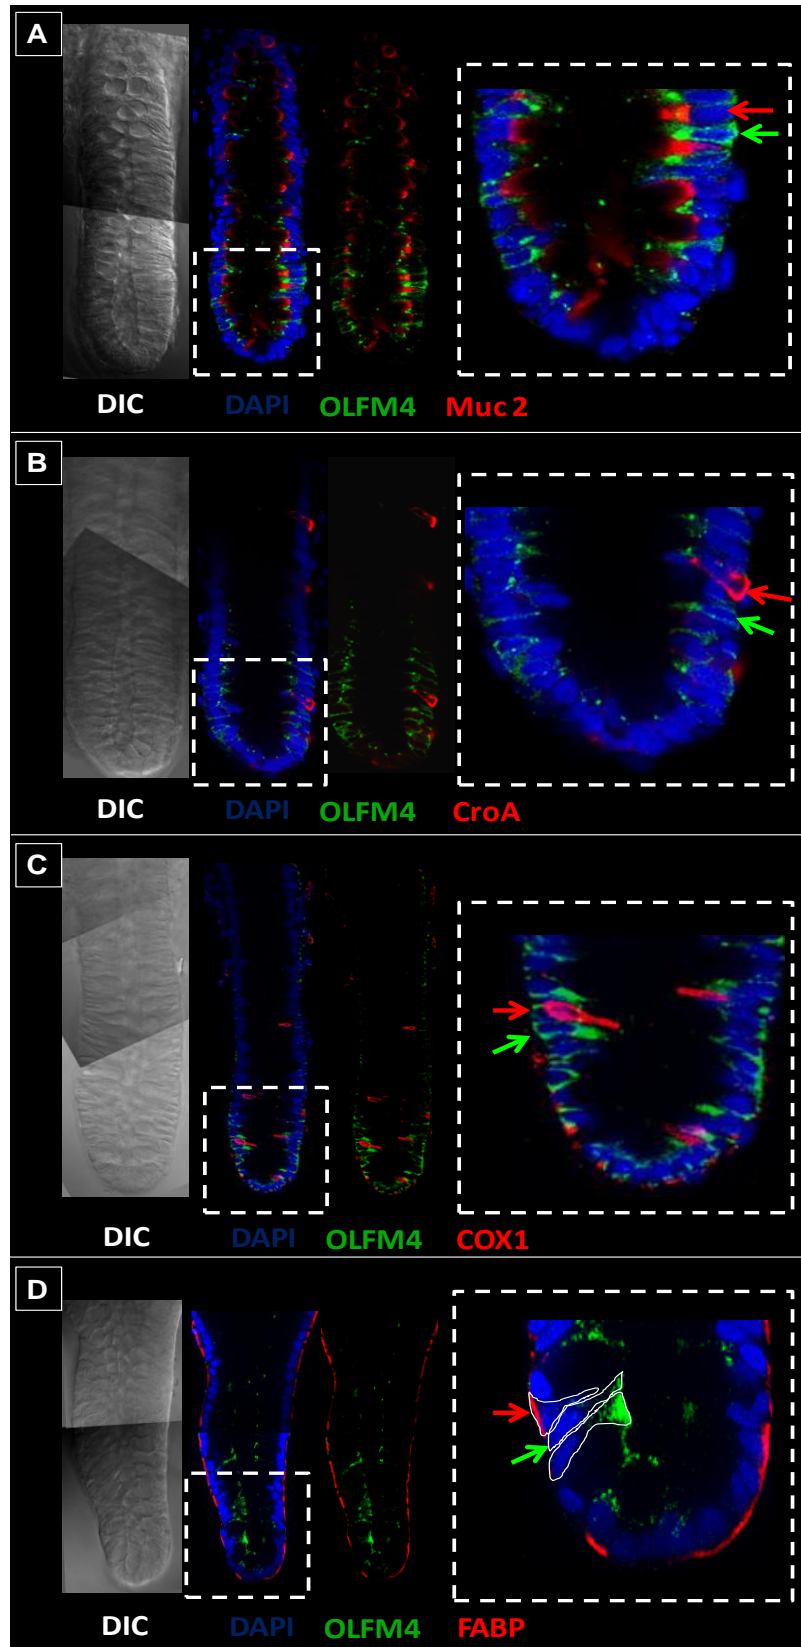 A
DIC DAPI OLFM4 Muc 2
B
DIC DAPI OLFM4 CroA
C
DIC DAPI OLFM4 COX1
D
DIC DAPI OLFM4 FABP